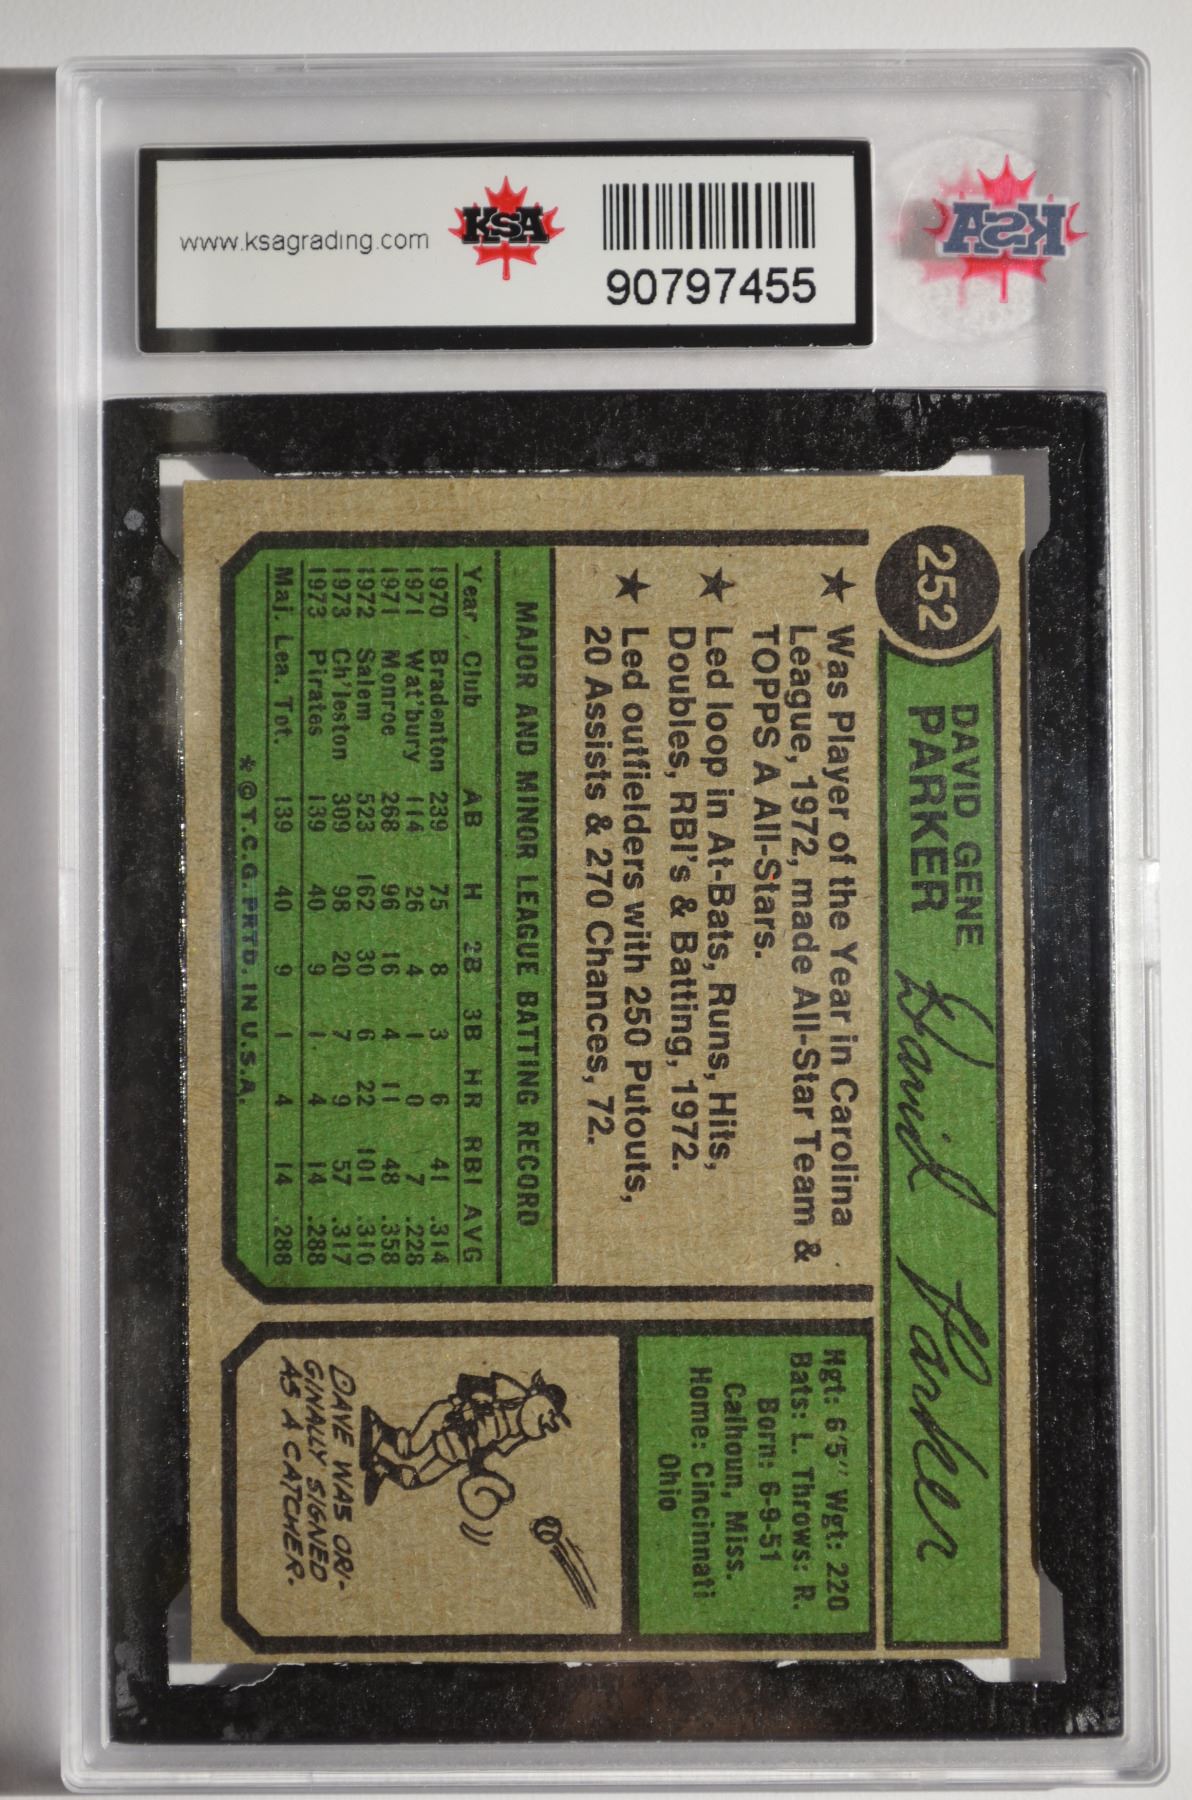 www.ksagrading.com
KSA
90797455
KSA
252
DAVID GENE
PARKER
David Parker
★ Was Player of the Year in Carolina
League, 1972, made All-Star Team &
TOPPS A All-Stars.
★ Led loop in At-Bats, Runs, Hits,
Doubles, RBI's & Batting, 1972.
★ Led outfielders with 250 Putouts,
20 Assists & 270 Chances, 72.
MAJOR AND MINOR LEAGUE BATTING RECORD
Year Club AB H 2B 3B HR RBI AVG
1970 Bradenton 239 75 8 3 6 41 .314
1971 Wat'bury 114 26 4 1 0 7 .228
1971 Monroe 268 96 16 4 11 48 .358
1972 Salem 523 162 30 6 22 101 .310
1973 Ch'leston 309 98 20 7 9 57 .317
1973 Pirates 139 40 9 1 4 14 .288
Maj. Lea. Tot. 139 40 9 1 4 14 .288
* © T.C.G. PRTD. IN U.S.A.
Hgt: 6'5" Wgt: 220
Bats: L. Throws: R.
Born: 6-9-51
Calhoun, Miss.
Home: Cincinnati
Ohio
DAVE WAS ORI-
GINALLY SIGNED
AS A CATCHER.